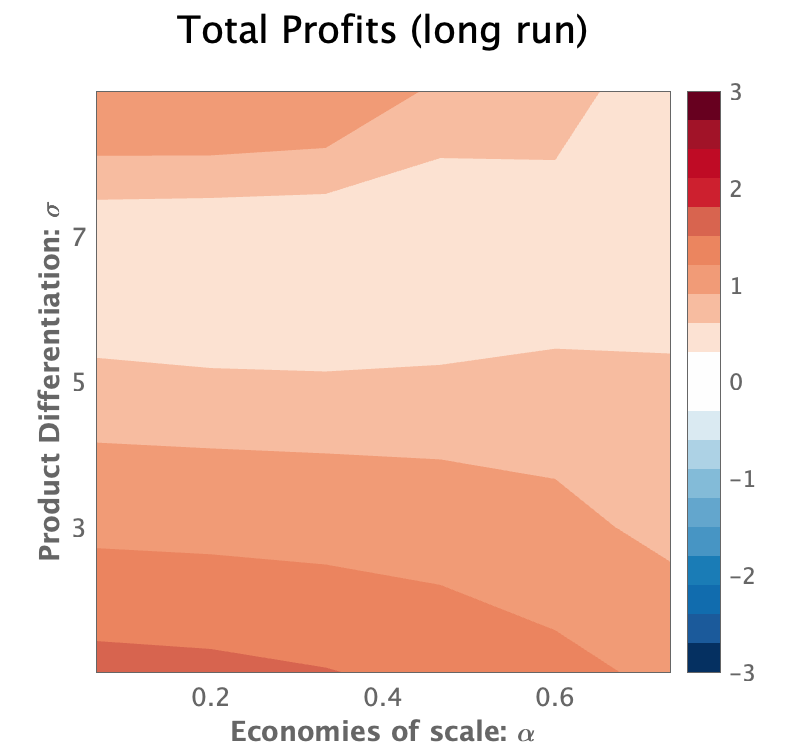 Total Profits (long run)
Product Differentiation: σ
7
5
3
0.2 0.4 0.6
Economies of scale: α
3
2
1
0
−1
−2
−3